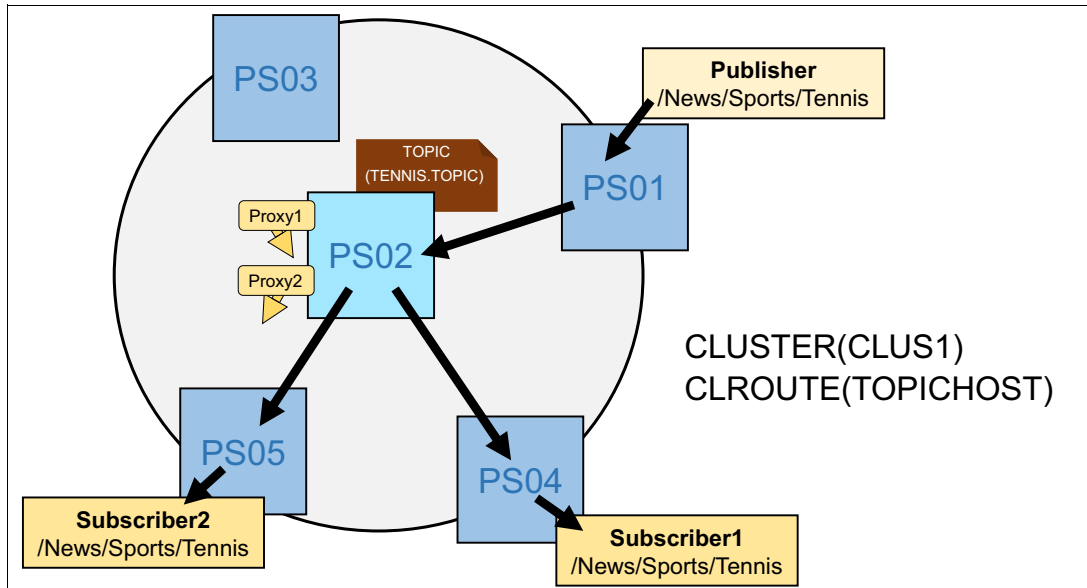 PS03
Publisher
/News/Sports/Tennis
TOPIC
(TENNIS.TOPIC)
PS01
Proxy1
PS02
Proxy2
CLUSTER(CLUS1)
CLROUTE(TOPICHOST)
PS05
PS04
Subscriber2
/News/Sports/Tennis
Subscriber1
/News/Sports/Tennis